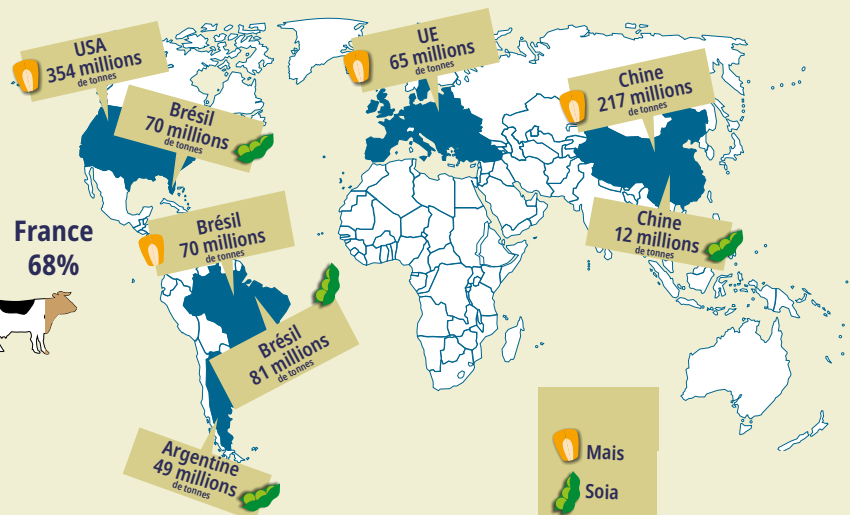 USA
354 millions
de tonnes
Brésil
70 millions
de tonnes
UE
65 millions
de tonnes
Chine
217 millions
de tonnes
Chine
12 millions
de tonnes
France
68%
Brésil
70 millions
de tonnes
Brésil
81 millions
de tonnes
Argentine
49 millions
de tonnes
Mais
Soia